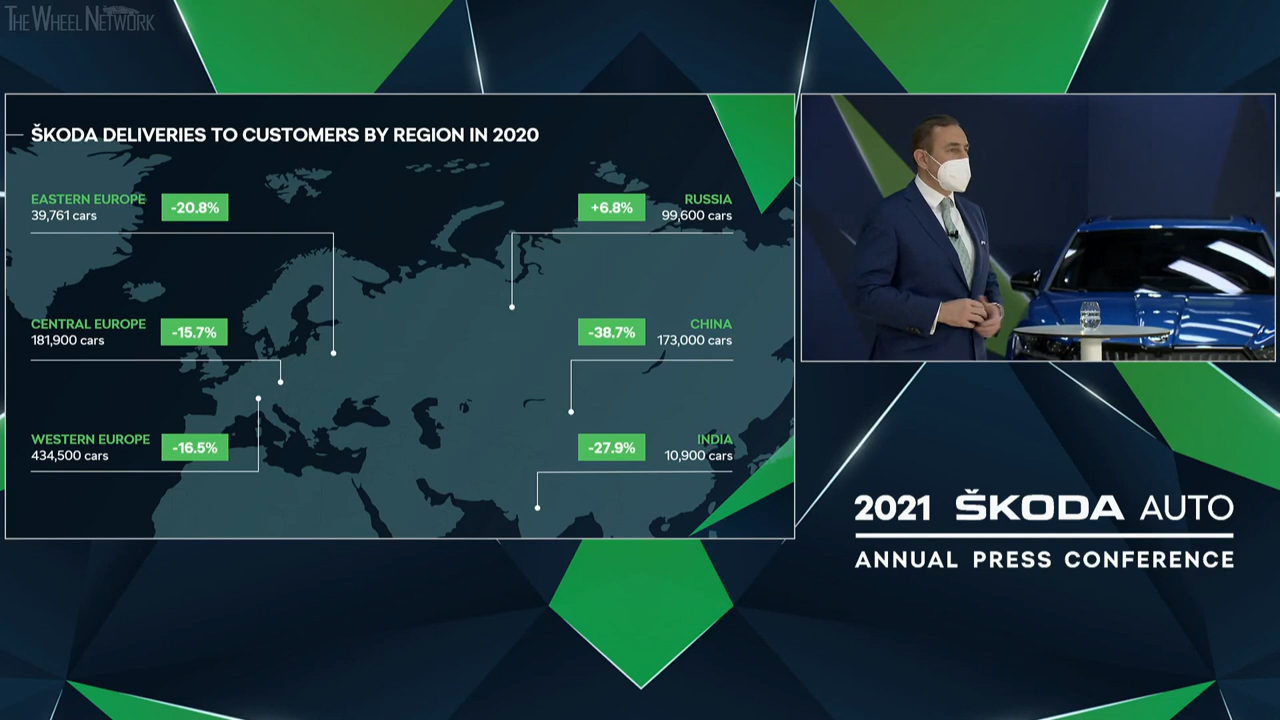 THE WHEEL NETWORK
ŠKODA DELIVERIES TO CUSTOMERS BY REGION IN 2020
EASTERN EUROPE
39,761 cars
-20.8%
CENTRAL EUROPE
181,900 cars
-15.7%
WESTERN EUROPE
434,500 cars
-16.5%
+6.8%
RUSSIA
99,600 cars
-38.7%
CHINA
173,000 cars
-27.9%
INDIA
10,900 cars
2021 ŠKODA AUTO
ANNUAL PRESS CONFERENCE